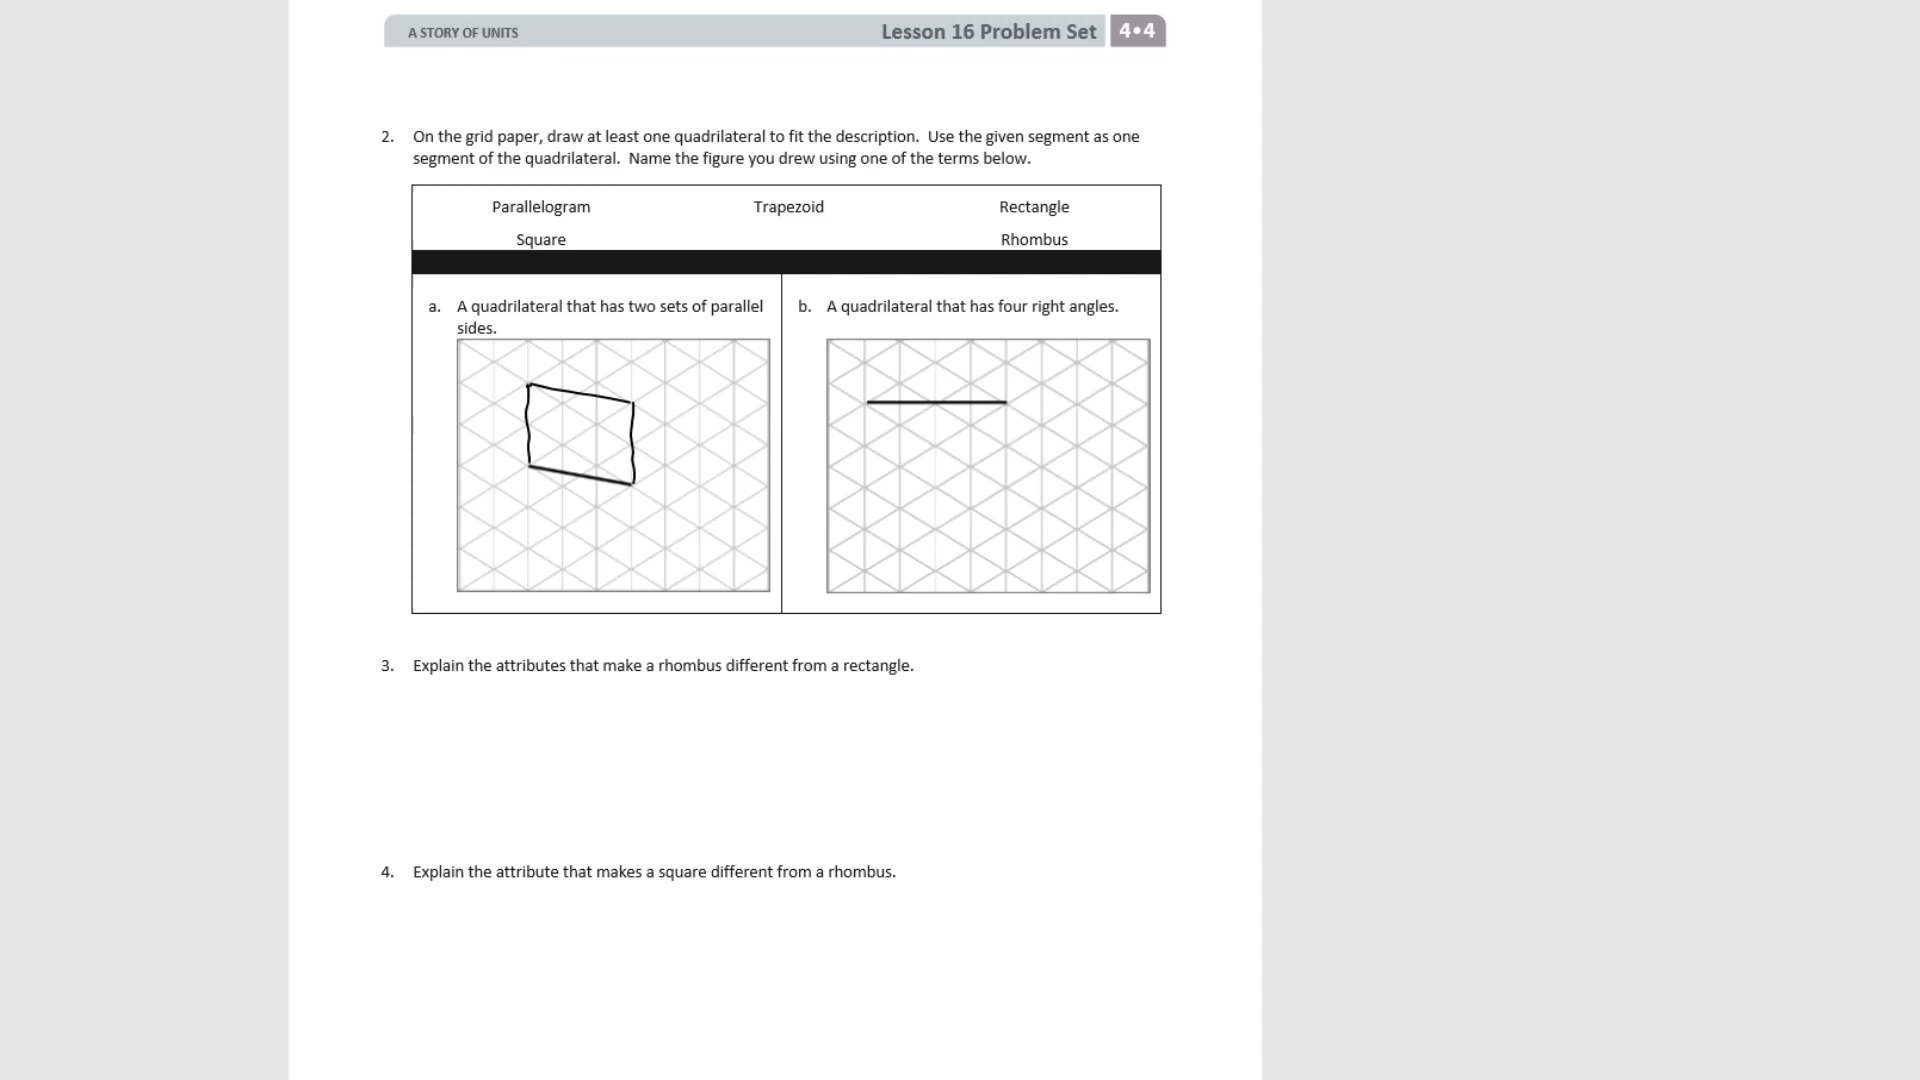 A STORY OF UNITS
Lesson 16 Problem Set 4•4
2. On the grid paper, draw at least one quadrilateral to fit the description. Use the given segment as one
segment of the quadrilateral. Name the figure you drew using one of the terms below.
Parallelogram Trapezoid Rectangle
Square Rhombus
a. A quadrilateral that has two sets of parallel
sides.
b. A quadrilateral that has four right angles.
3. Explain the attributes that make a rhombus different from a rectangle.
4. Explain the attribute that makes a square different from a rhombus.